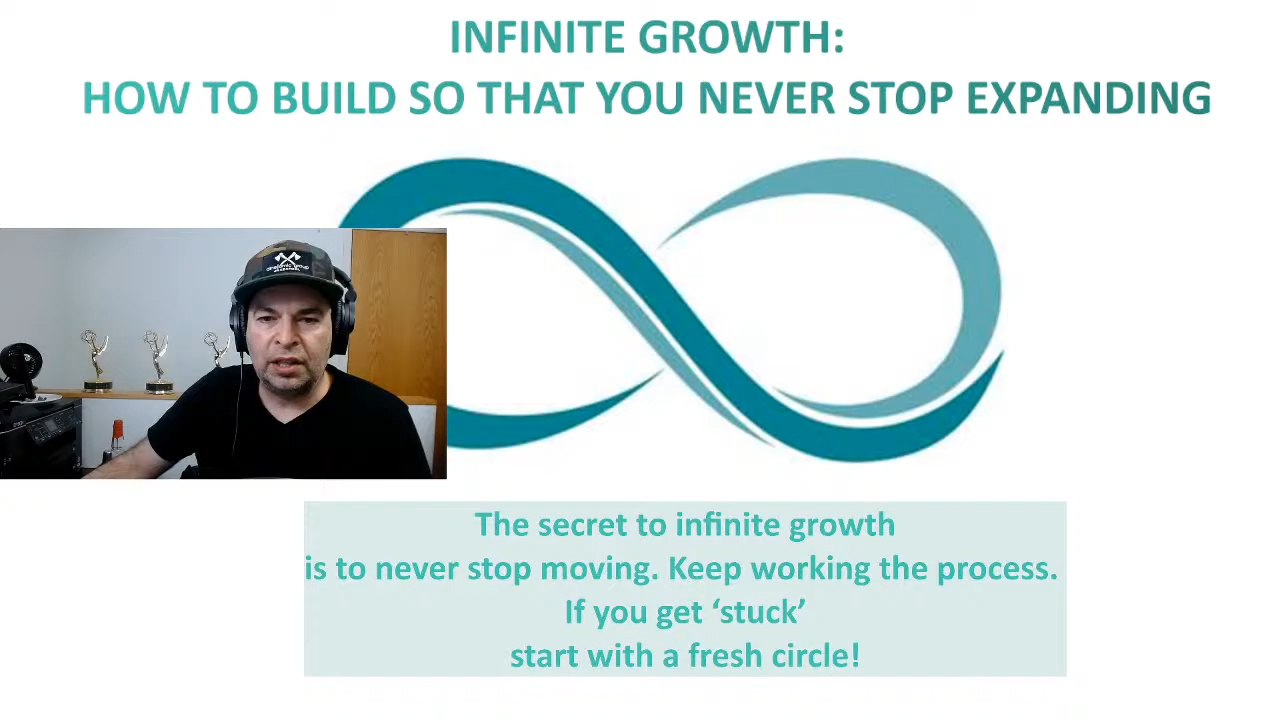 INFINITE GROWTH:
HOW TO BUILD SO THAT YOU NEVER STOP EXPANDING
The secret to infinite growth
is to never stop moving. Keep working the process.
If you get ‘stuck’
start with a fresh circle!